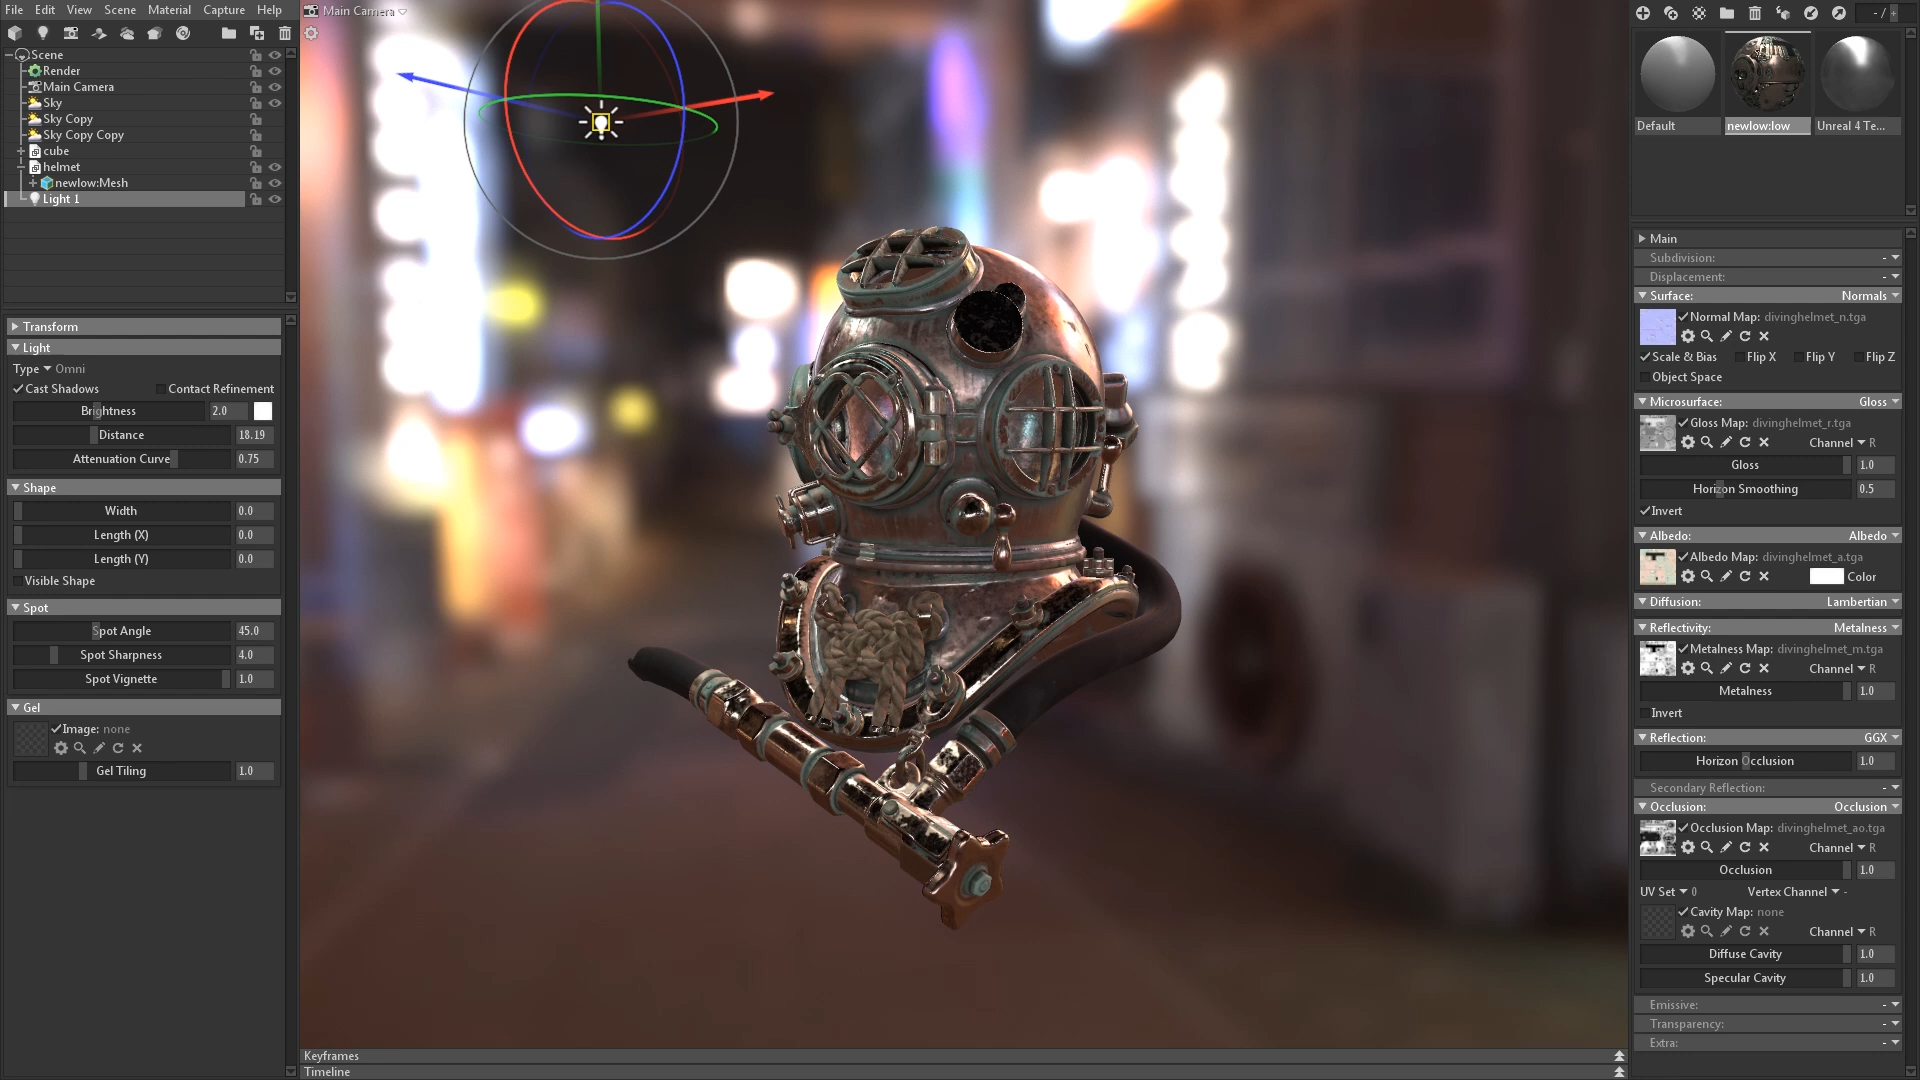 File Edit View Scene Material Capture Help
Scene
Render
Main Camera
Sky
Sky Copy
Sky Copy Copy
cube
helmet
newlow:Mesh
Light 1
Transform
Light
Type Omni
Cast Shadows Contact Refinement
Brightness 2.0
Distance 18.19
Attenuation Curve 0.75
Shape
Width 0.0
Length (X) 0.0
Length (Y) 0.0
Visible Shape
Spot
Spot Angle 45.0
Spot Sharpness 4.0
Spot Vignette 1.0
Gel
Image: none
Gel Tiling 1.0
Main Camera
Keyframes
Timeline
- / +
Default newlow:low Unreal 4 Te...
Main
Subdivision: -
Displacement: -
Surface: Normals
Normal Map: divinghelmet_n.tga
Scale & Bias Flip X Flip Y Flip Z
Object Space
Microsurface: Gloss
Gloss Map: divinghelmet_r.tga
Channel R
Gloss 1.0
Horizon Smoothing 0.5
Invert
Albedo: Albedo
Albedo Map: divinghelmet_a.tga
Color
Diffusion: Lambertian
Reflectivity: Metalness
Metalness Map: divinghelmet_m.tga
Channel R
Metalness 1.0
Invert
Reflection: GGX
Horizon Occlusion 1.0
Secondary Reflection: -
Occlusion: Occlusion
Occlusion Map: divinghelmet_ao.tga
Channel R
Occlusion 1.0
UV Set 0 Vertex Channel -
Cavity Map: none
Channel R
Diffuse Cavity 1.0
Specular Cavity 1.0
Emissive: -
Transparency: -
Extra: -